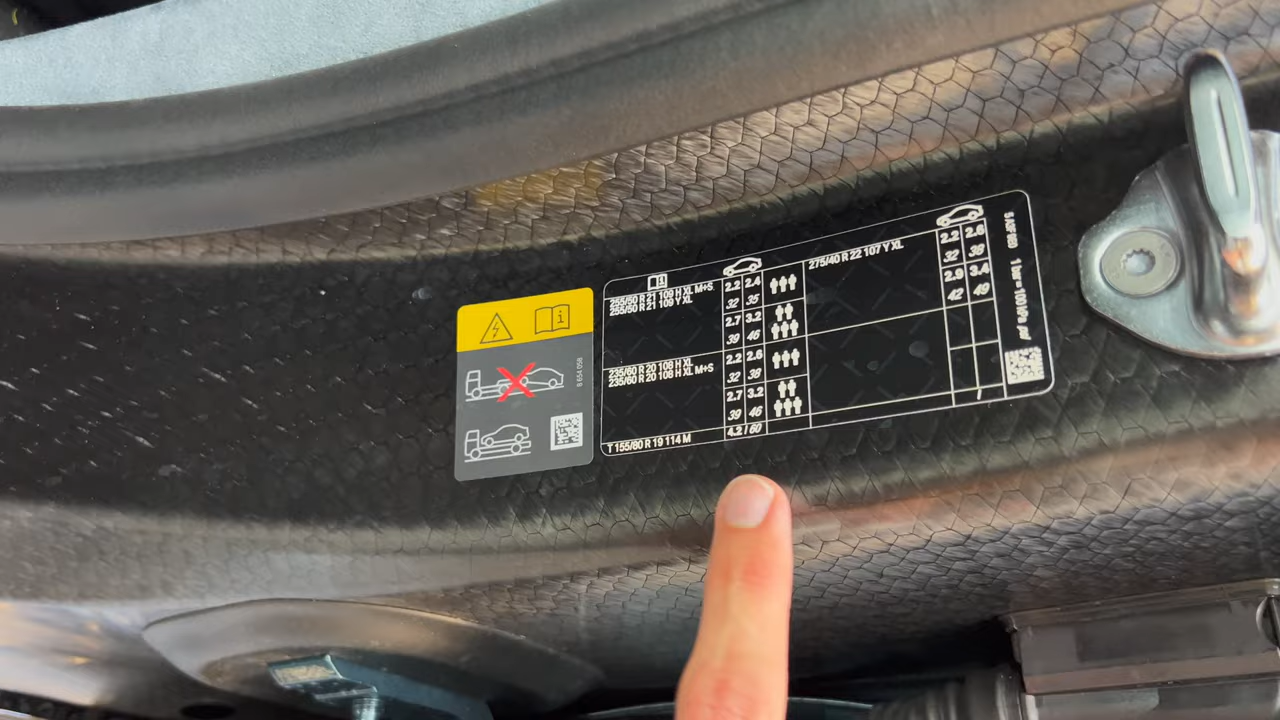 8 654 058
255/50 R 21 109 H XL M+S
255/50 R 21 109 Y XL
2.2 2.4
32 35
2.7 3.2
39 46
235/60 R 20 108 H XL
235/60 R 20 108 H XL M+S
2.2 2.6
32 38
2.7 3.2
39 46
T 155/80 R 19 114 M
4.2 / 60
275/40 R 22 107 Y XL
2.2 2.6
32 38
2.9 3.4
42 49
1 bar = 100 kPa
psi